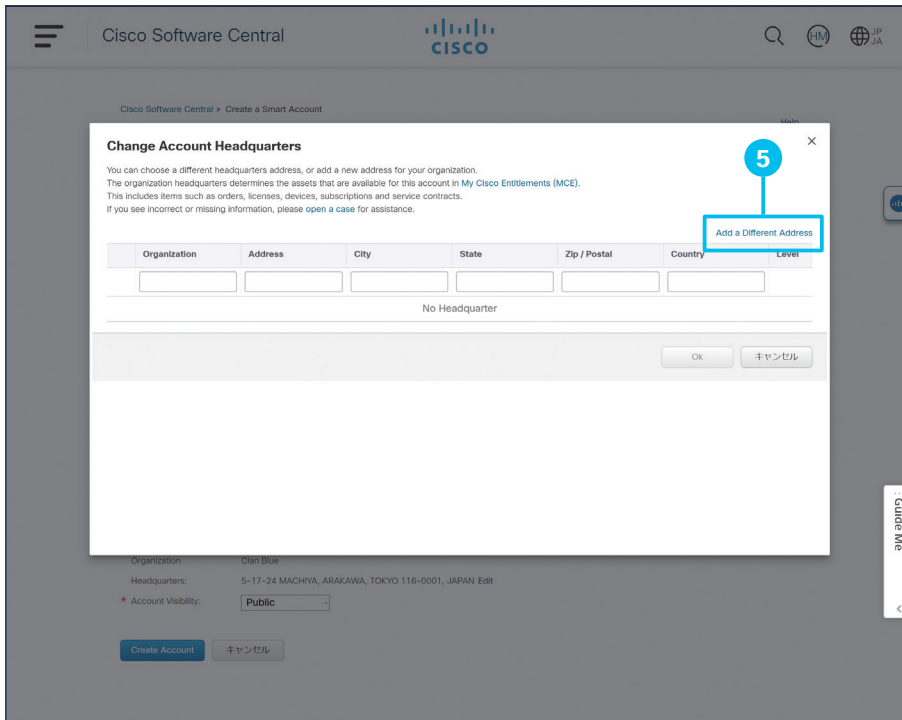 Cisco Software Central
CISCO
HM
JP
JA
Cisco Software Central > Create a Smart Account
Help
Change Account Headquarters
×
5
You can choose a different headquarters address, or add a new address for your organization.
The organization headquarters determines the assets that are available for this account in My Cisco Entitlements (MCE).
This includes items such as orders, licenses, devices, subscriptions and service contracts.
If you see incorrect or missing information, please open a case for assistance.
Add a Different Address
Organization Address City State Zip / Postal Country Level
No Headquarter
Ok キャンセル
Guide Me
Organization Clan Blue
Headquarters: 5-17-24 MACHIYA, ARAKAWA, TOKYO 116-0001, JAPAN Edit
* Account Visibility: Public
Create Account キャンセル